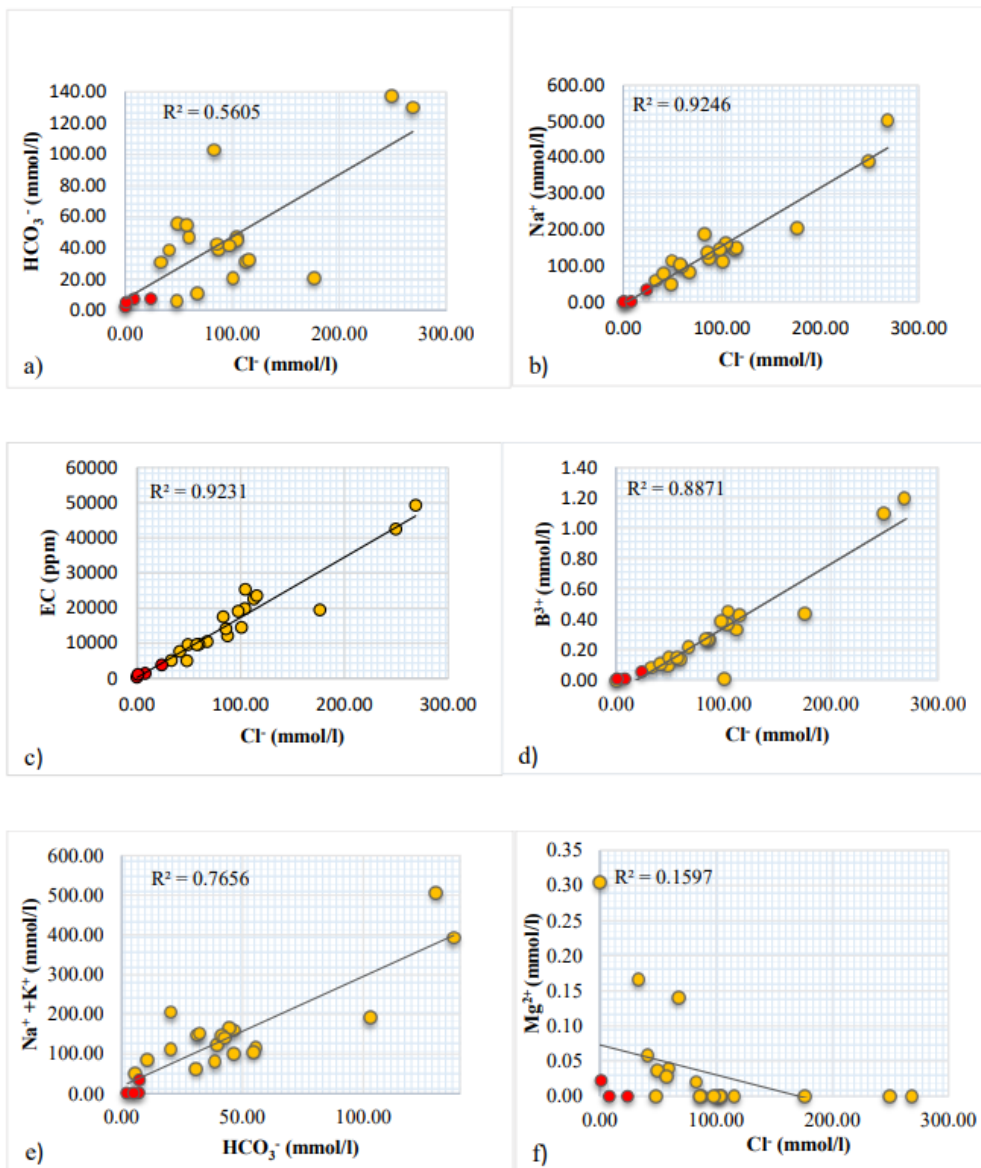 140.00
120.00
100.00
80.00
60.00
40.00
20.00
0.00
HCO₃⁻ (mmol/l)
R² = 0.5605
0.00 100.00 200.00 300.00
Cl⁻ (mmol/l)
a)
600.00
500.00
400.00
300.00
200.00
100.00
0.00
Na⁺ (mmol/l)
R² = 0.9246
0.00 100.00 200.00 300.00
Cl⁻ (mmol/l)
b)
60000
50000
40000
30000
20000
10000
0
EC (ppm)
R² = 0.9231
0.00 100.00 200.00 300.00
Cl⁻ (mmol/l)
c)
1.40
1.20
1.00
0.80
0.60
0.40
0.20
0.00
B³⁺ (mmol/l)
R² = 0.8871
0.00 100.00 200.00 300.00
Cl⁻ (mmol/l)
d)
600.00
500.00
400.00
300.00
200.00
100.00
0.00
Na⁺ +K⁺ (mmol/l)
R² = 0.7656
0.00 50.00 100.00
HCO₃⁻ (mmol/l)
e)
0.35
0.30
0.25
0.20
0.15
0.10
0.05
0.00
Mg²⁺ (mmol/l)
R² = 0.1597
0.00 100.00 200.00 300.00
Cl⁻ (mmol/l)
f)